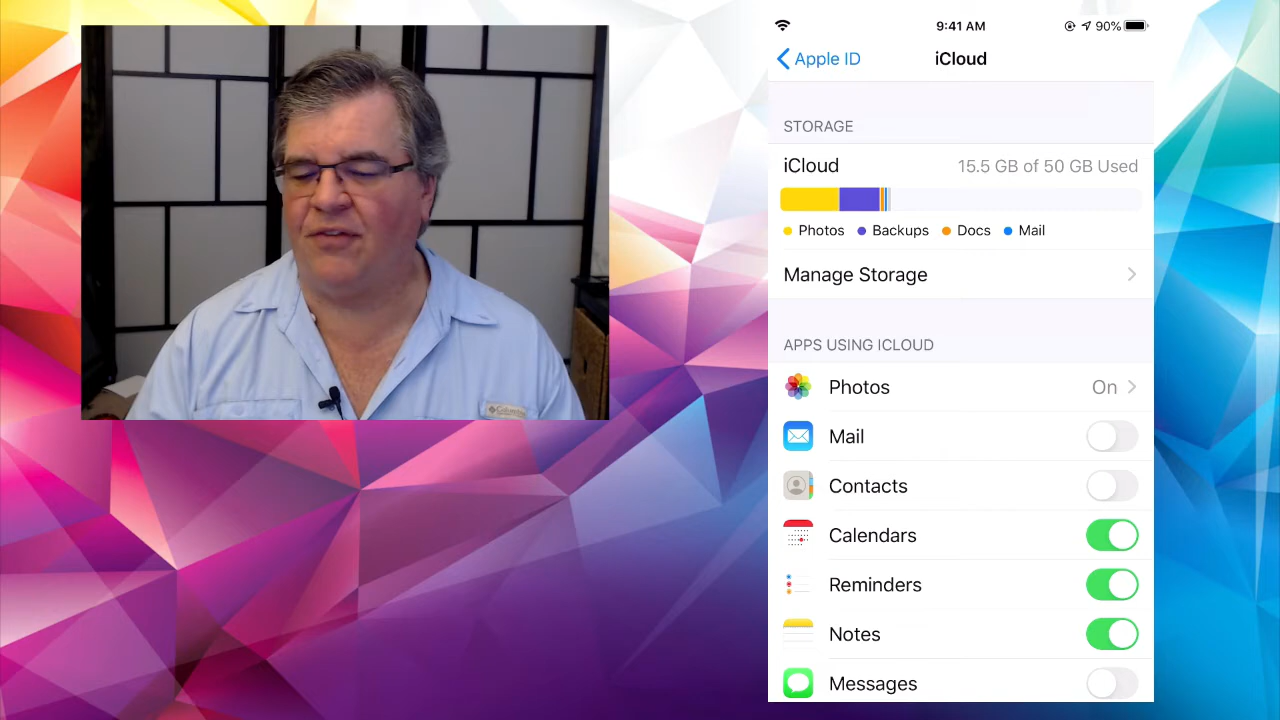 9:41 AM
90%
Apple ID
iCloud
STORAGE
iCloud
15.5 GB of 50 GB Used
Photos
Backups
Docs
Mail
Manage Storage
APPS USING ICLOUD
Photos
On
Mail
Contacts
Calendars
Reminders
Notes
Messages
Columbia